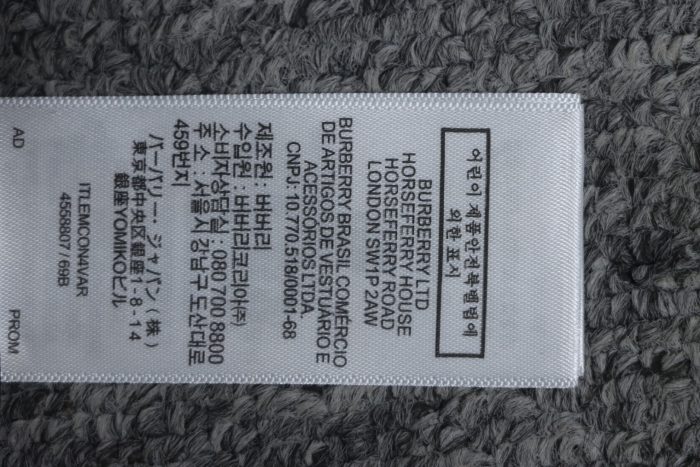 어린이 제품안전특별법에
의한 표지
BURBERRY LTD
HORSEFERRY HOUSE
HORSEFERRY ROAD
LONDON SW1P 2AW
BURBERRY BRASIL COMÉRCIO
DE ARTIGOS DE VESTUÁRIO E
ACESSÓRIOS LTDA.
CNPJ: 10.770.518/0001-68
제조원 : 버버리
수입원 : 버버리코리아(주)
소비자상담실 : 080 700 8800
주 소 : 서울시 강남구 도산대로
459번지
バーバリー・ジャパン（株）
東京都中央区銀座1-8-14
銀座YOMIKOビル
ITLEMCON4VAR
4558807 / 69B
AD
PROM